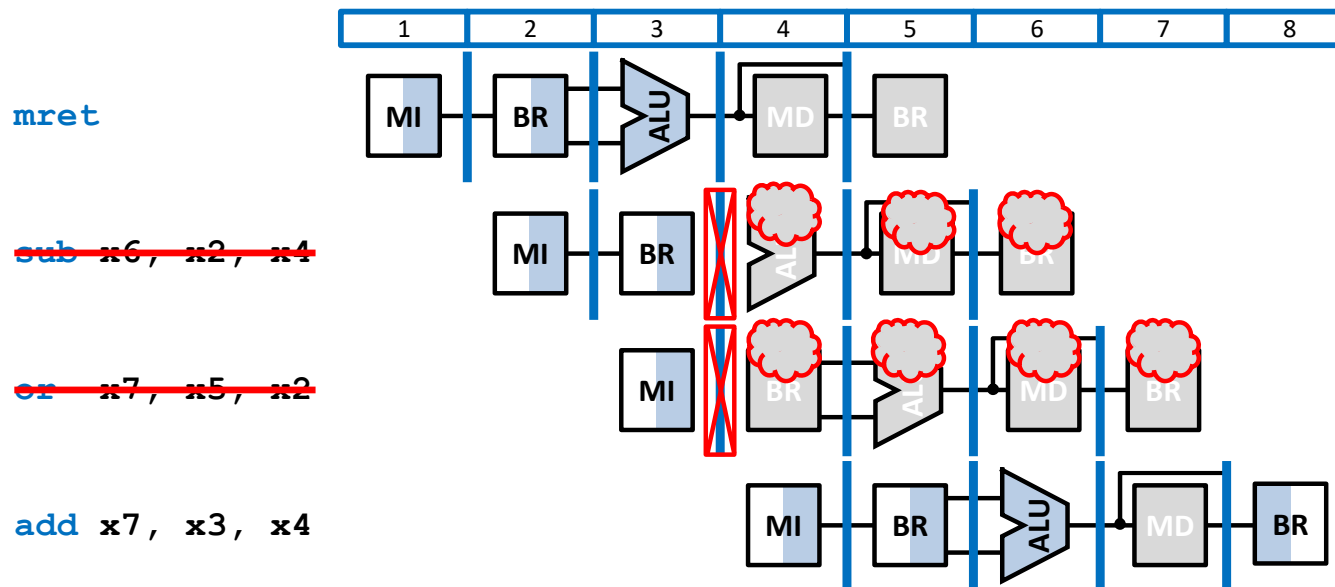 1 2 3 4 5 6 7 8
mret MI BR ALU MD BR
sub x6, x2, x4 MI BR AL MD BR
or x7, x5, x2 MI BR AL MD BR
add x7, x3, x4 MI BR ALU MD BR